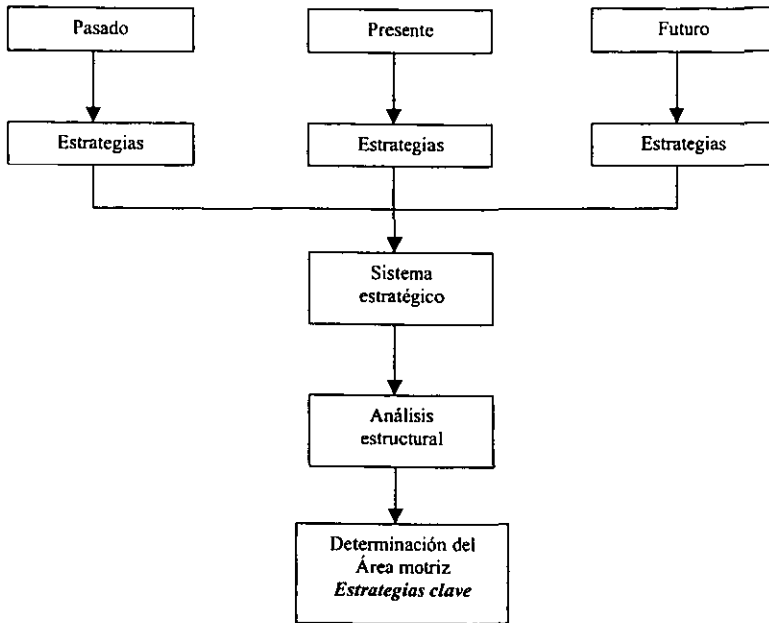 Pasado
Presente
Futuro
Estrategias
Estrategias
Estrategias
Sistema
estratégico
Análisis
estructural
Determinación del
Área motriz
Estrategias clave